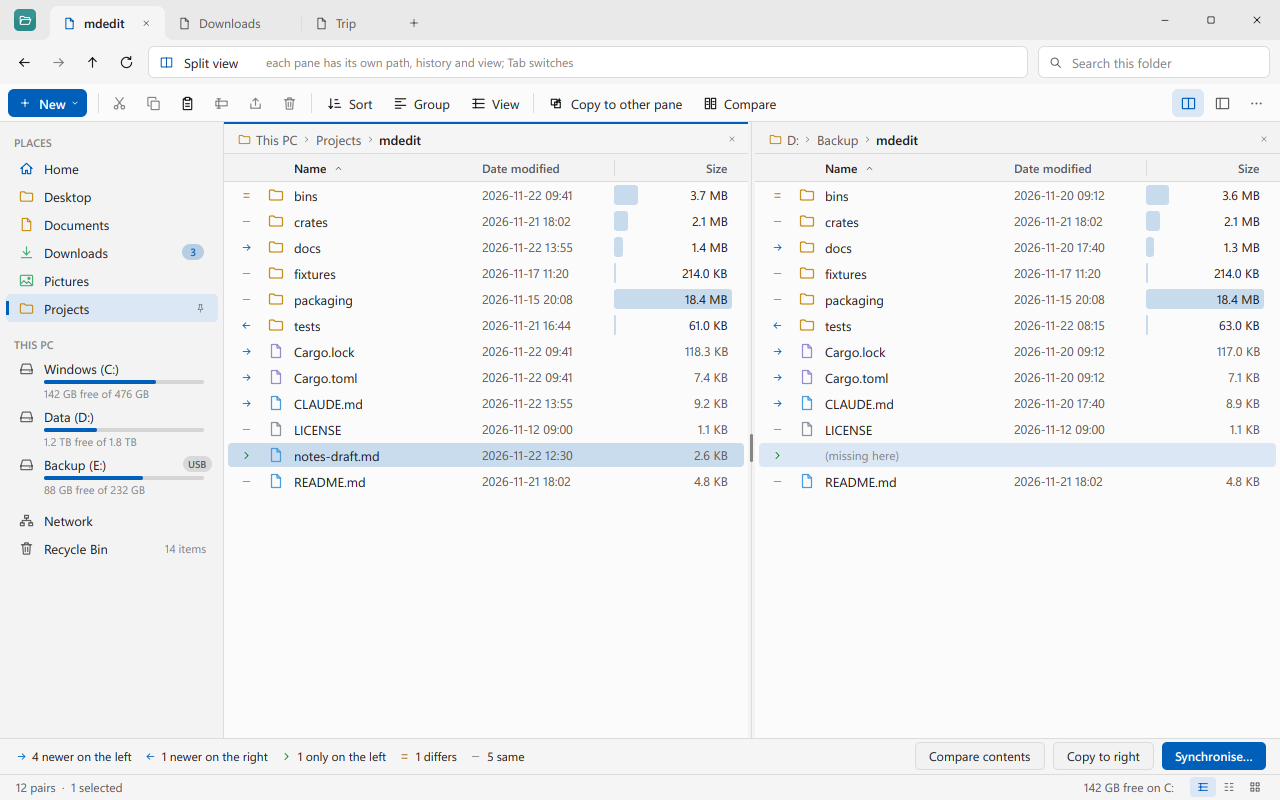 mdedit
Downloads
Trip
Split view each pane has its own path, history and view; Tab switches
Search this folder
New
Sort
Group
View
Copy to other pane
Compare
PLACES
Home
Desktop
Documents
Downloads 3
Pictures
Projects
THIS PC
Windows (C:)
142 GB free of 476 GB
Data (D:)
1.2 TB free of 1.8 TB
Backup (E:) USB
88 GB free of 232 GB
Network
Recycle Bin 14 items
This PC > Projects > mdedit
Name Date modified Size
= bins 2026-11-22 09:41 3.7 MB
– crates 2026-11-21 18:02 2.1 MB
→ docs 2026-11-22 13:55 1.4 MB
– fixtures 2026-11-17 11:20 214.0 KB
– packaging 2026-11-15 20:08 18.4 MB
← tests 2026-11-21 16:44 61.0 KB
→ Cargo.lock 2026-11-22 09:41 118.3 KB
→ Cargo.toml 2026-11-22 09:41 7.4 KB
→ CLAUDE.md 2026-11-22 13:55 9.2 KB
– LICENSE 2026-11-12 09:00 1.1 KB
> notes-draft.md 2026-11-22 12:30 2.6 KB
– README.md 2026-11-21 18:02 4.8 KB
D: > Backup > mdedit
Name Date modified Size
= bins 2026-11-20 09:12 3.6 MB
– crates 2026-11-21 18:02 2.1 MB
→ docs 2026-11-20 17:40 1.3 MB
– fixtures 2026-11-17 11:20 214.0 KB
– packaging 2026-11-15 20:08 18.4 MB
← tests 2026-11-22 08:15 63.0 KB
→ Cargo.lock 2026-11-20 09:12 117.0 KB
→ Cargo.toml 2026-11-20 09:12 7.1 KB
→ CLAUDE.md 2026-11-20 17:40 8.9 KB
– LICENSE 2026-11-12 09:00 1.1 KB
> (missing here)
– README.md 2026-11-21 18:02 4.8 KB
→ 4 newer on the left ← 1 newer on the right > 1 only on the left = 1 differs – 5 same
Compare contents
Copy to right
Synchronise...
12 pairs · 1 selected
142 GB free on C: